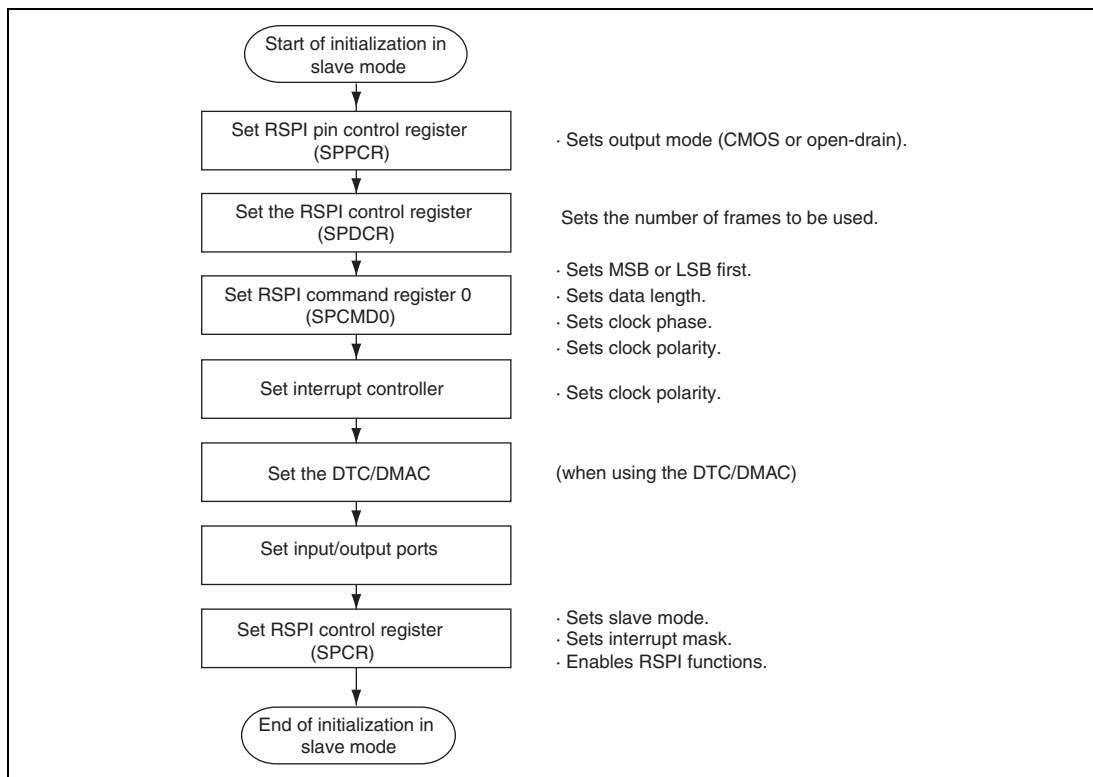 Start of initialization in
slave mode
Set RSPI pin control register
(SPPCR)
· Sets output mode (CMOS or open-drain).
Set the RSPI control register
(SPDCR)
Sets the number of frames to be used.
Set RSPI command register 0
(SPCMD0)
· Sets MSB or LSB first.
· Sets data length.
· Sets clock phase.
· Sets clock polarity.
Set interrupt controller
· Sets clock polarity.
Set the DTC/DMAC
(when using the DTC/DMAC)
Set input/output ports
Set RSPI control register
(SPCR)
· Sets slave mode.
· Sets interrupt mask.
· Enables RSPI functions.
End of initialization in
slave mode